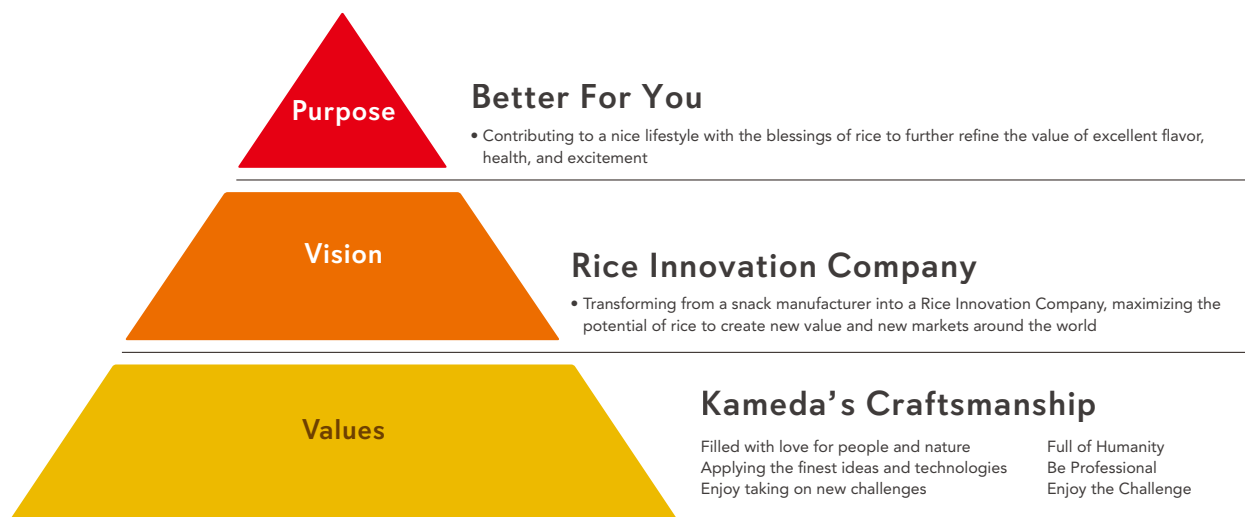 Purpose
Better For You
• Contributing to a nice lifestyle with the blessings of rice to further refine the value of excellent flavor,
health, and excitement
Vision
Rice Innovation Company
• Transforming from a snack manufacturer into a Rice Innovation Company, maximizing the
potential of rice to create new value and new markets around the world
Values
Kameda’s Craftsmanship
Filled with love for people and nature
Applying the finest ideas and technologies
Enjoy taking on new challenges
Full of Humanity
Be Professional
Enjoy the Challenge